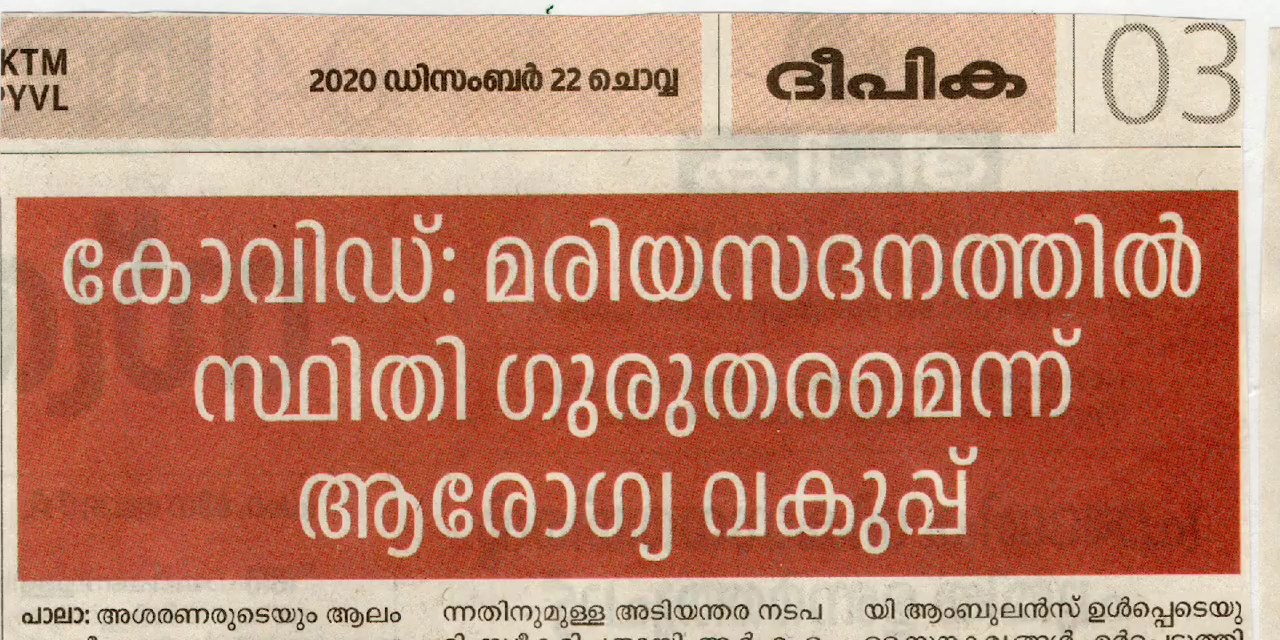 KTM
PYVL
2020 ഡിസംബർ 22 ചൊവ്വ
ദീപിക
03
കോവിഡ്: മരിയസദനത്തിൽ
സ്ഥിതി ഗുരുതരമെന്ന്
ആരോഗ്യ വകുപ്പ്
പാലാ: അശരണരുടെയും ആലം
ന്നതിനുമുള്ള അടിയന്തര നടപ
യി ആംബുലൻസ് ഉൾപ്പെടെയു